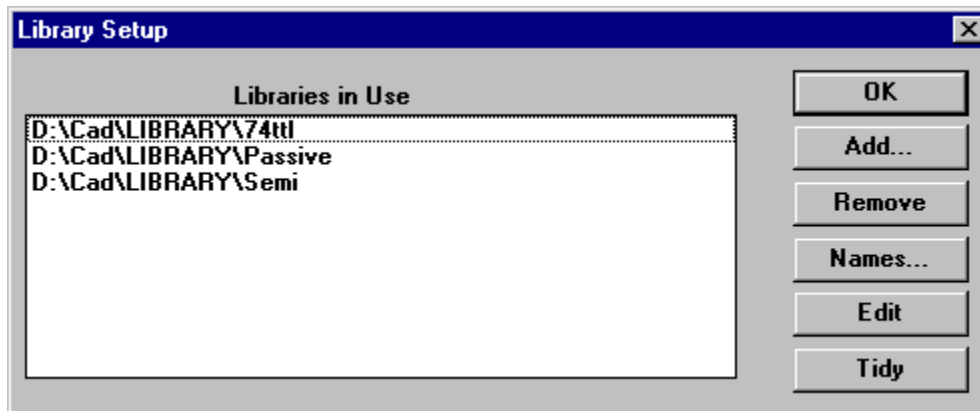 Library Setup
Libraries in Use
D:\Cad\LIBRARY\74ttl
D:\Cad\LIBRARY\Passive
D:\Cad\LIBRARY\Semi
OK
Add...
Remove
Names...
Edit
Tidy